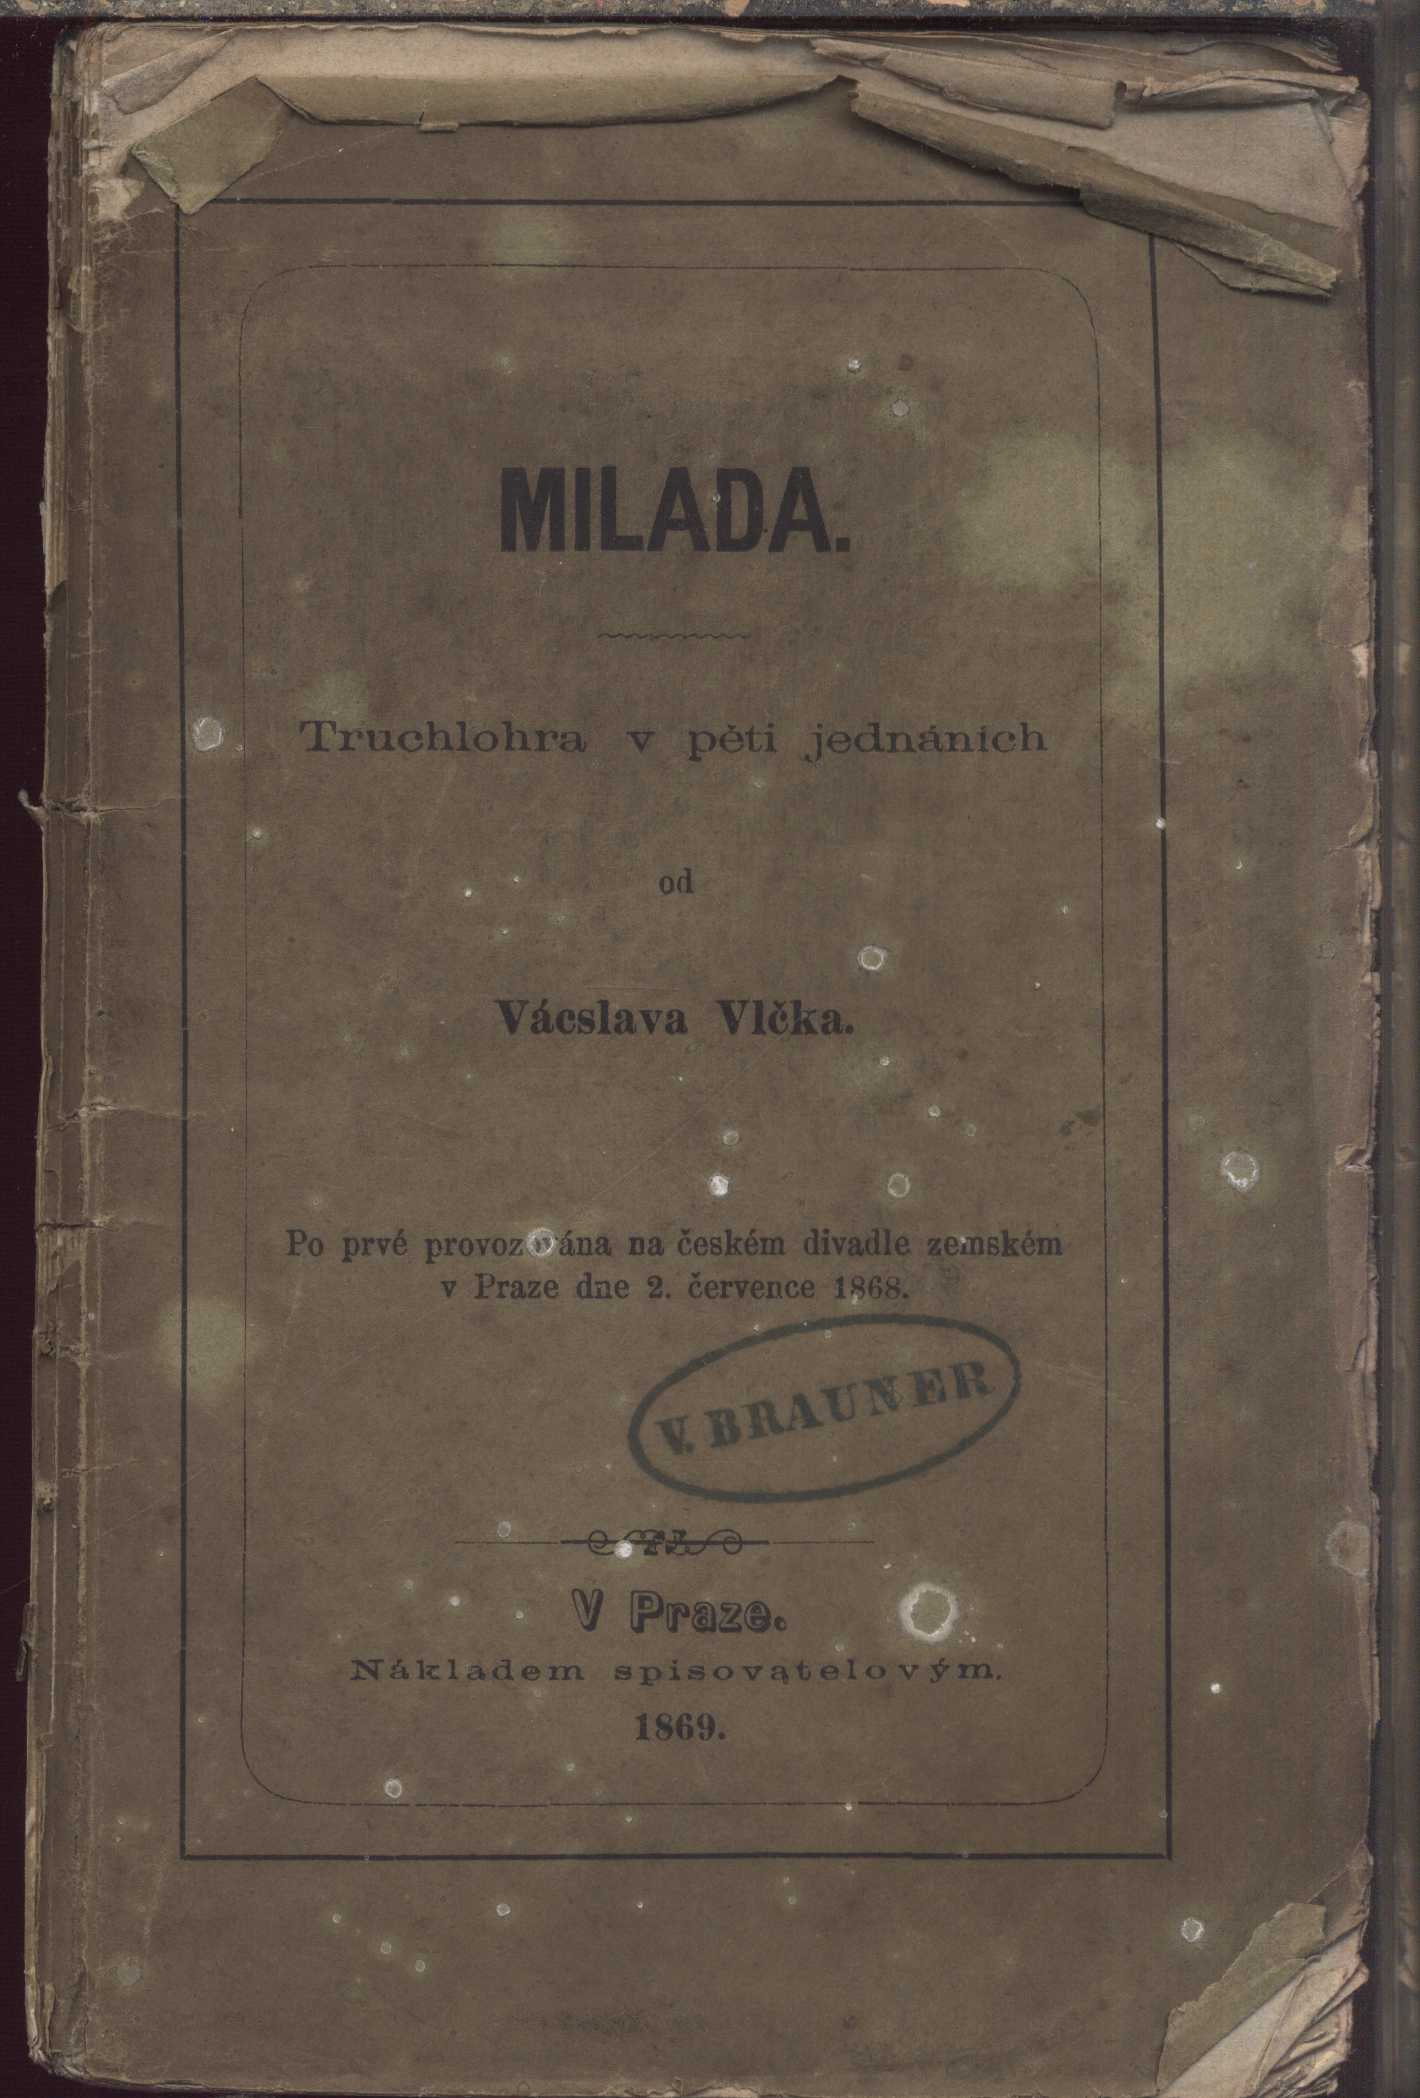 MILADA.
Truchlohra v pěti jednáních
od
Vácslava Vlčka.
Po prvé provozována na českém divadle zemském
v Praze dne 2. července 1868.
V. BRAUNER
V Praze.
Nákladem spisovatelovým.
1869.